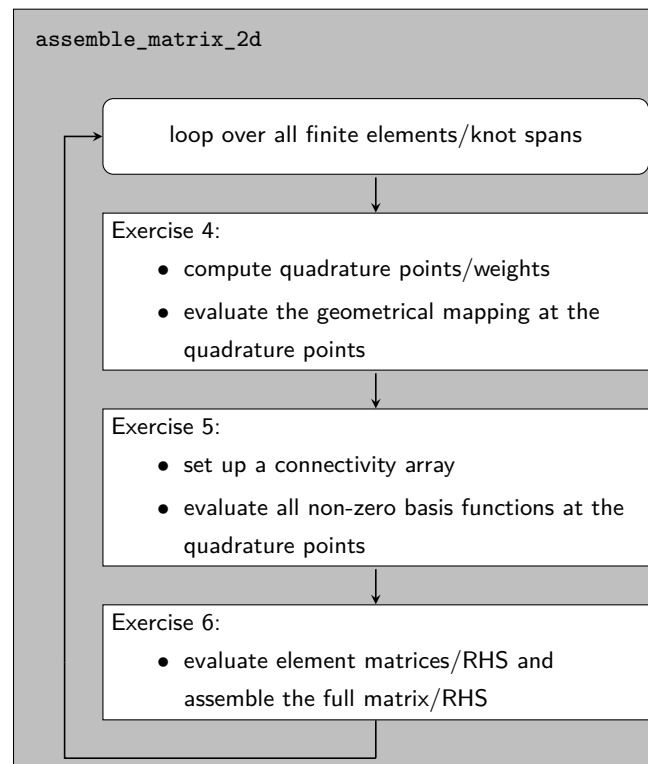 assemble_matrix_2d
loop over all finite elements/knot spans
Exercise 4:
• compute quadrature points/weights
• evaluate the geometrical mapping at the
quadrature points
Exercise 5:
• set up a connectivity array
• evaluate all non-zero basis functions at the
quadrature points
Exercise 6:
• evaluate element matrices/RHS and
assemble the full matrix/RHS